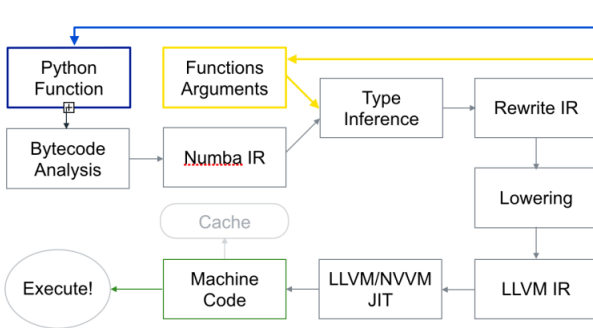 Python
Function
Functions
Arguments
Type
Inference
Rewrite IR
Bytecode
Analysis
Numba IR
Lowering
Cache
Execute!
Machine
Code
LLVM/NVVM
JIT
LLVM IR